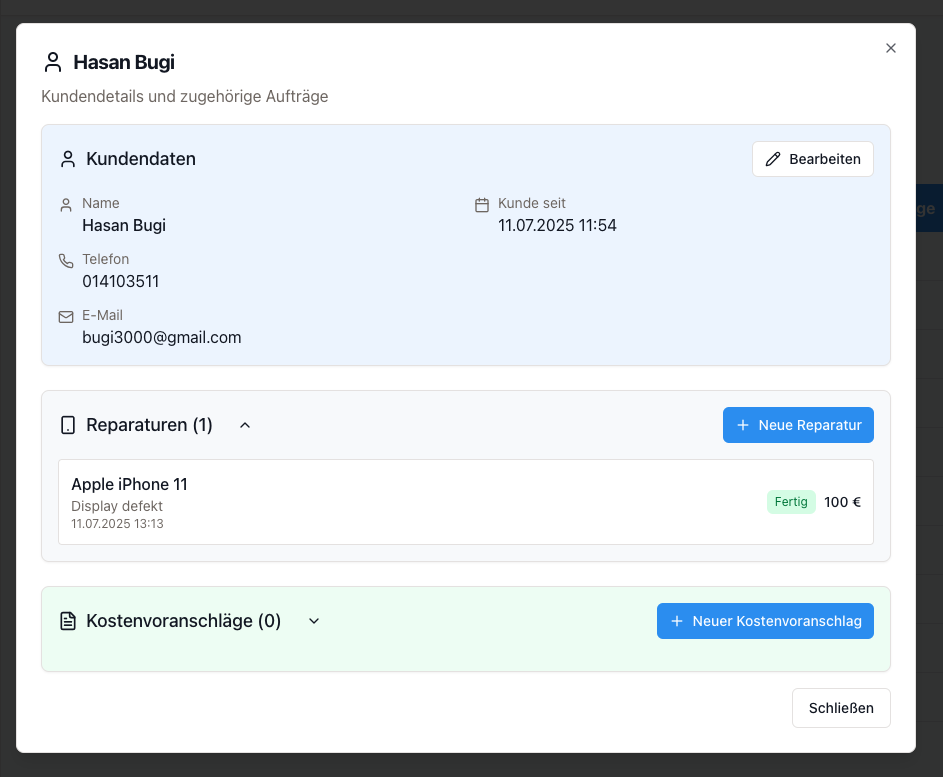 Hasan Bugi
Kundendetails und zugehörige Aufträge
Kundendaten
Bearbeiten
Name
Hasan Bugi
Kunde seit
11.07.2025 11:54
Telefon
014103511
E-Mail
bugi3000@gmail.com
Reparaturen (1)
Neue Reparatur
Apple iPhone 11
Display defekt
11.07.2025 13:13
Fertig
100 €
Kostenvoranschläge (0)
Neuer Kostenvoranschlag
Schließen